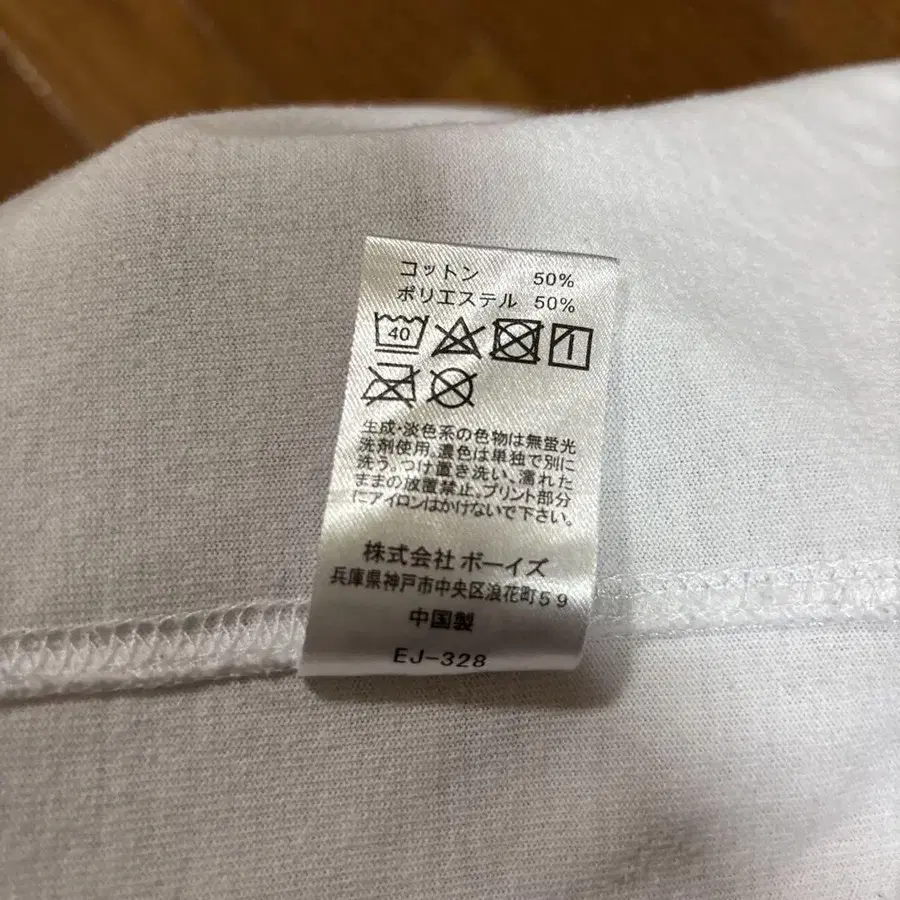 コットン 50%
ポリエステル 50%
40
生成・淡色系の色物は無蛍光
洗剤使用。濃色は単独で別に
洗う。つけ置き洗い、濡れた
ままの放置禁止。プリント部分
にアイロンはかけないで下さい。
株式会社 ボーイズ
兵庫県神戸市中央区浪花町59
中国製
EJ-328